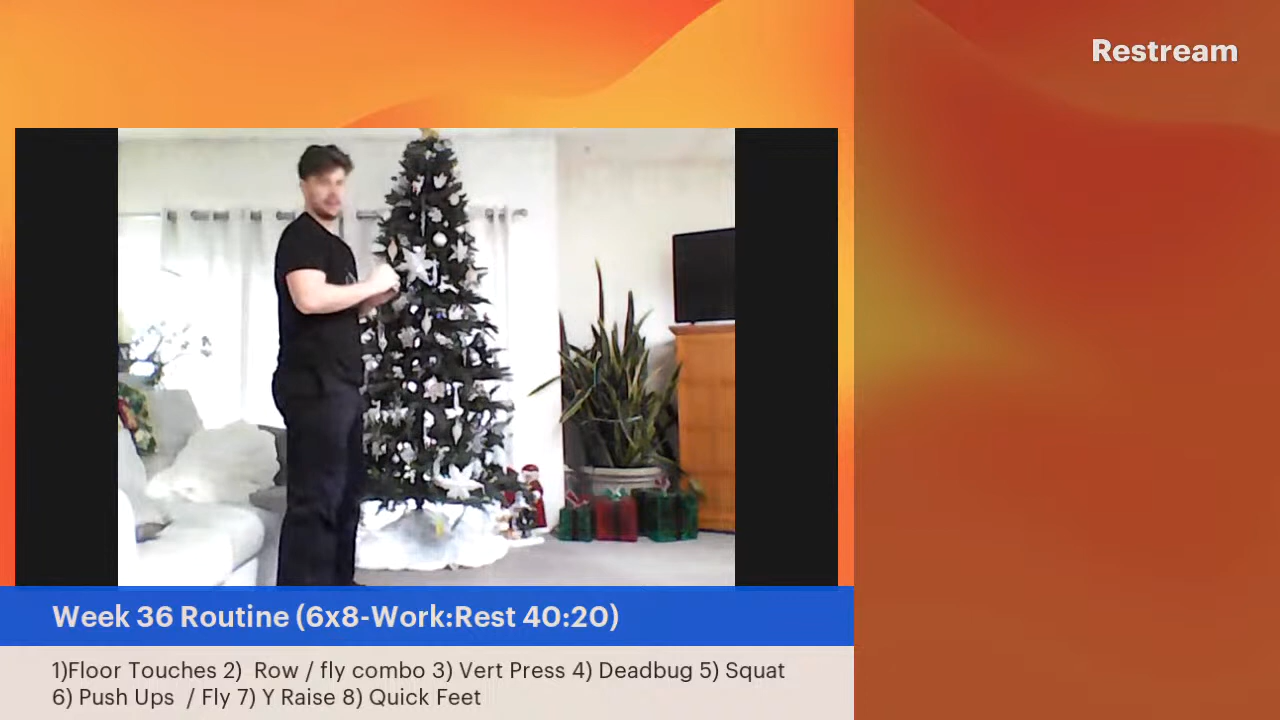 Restream
Week 36 Routine (6x8-Work:Rest 40:20)
1)Floor Touches 2)  Row / fly combo 3) Vert Press 4) Deadbug 5) Squat
6) Push Ups  / Fly 7) Y Raise 8) Quick Feet